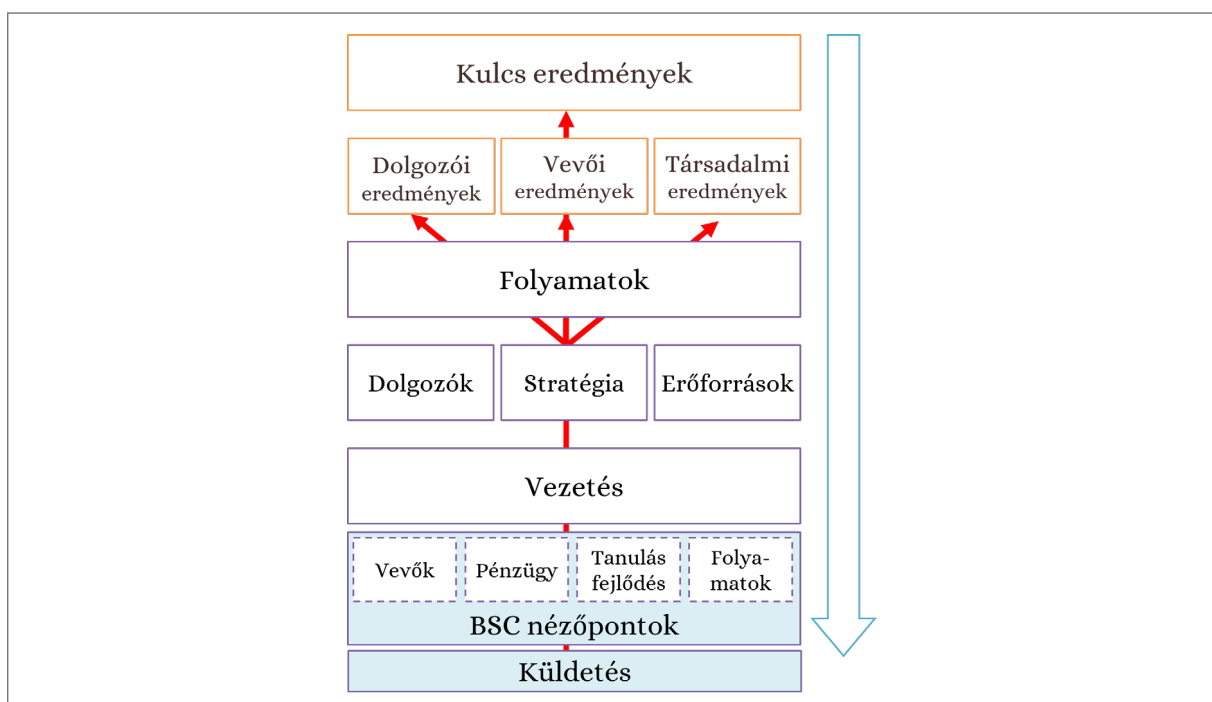 Kulcs eredmények
Dolgozói
eredmények
Vevői
eredmények
Társadalmi
eredmények
Folyamatok
Dolgozók
Stratégia
Erőforrások
Vezetés
Vevők
Pénzügy
Tanulás
fejlődés
Folya-
matok
BSC nézőpontok
Küldetés